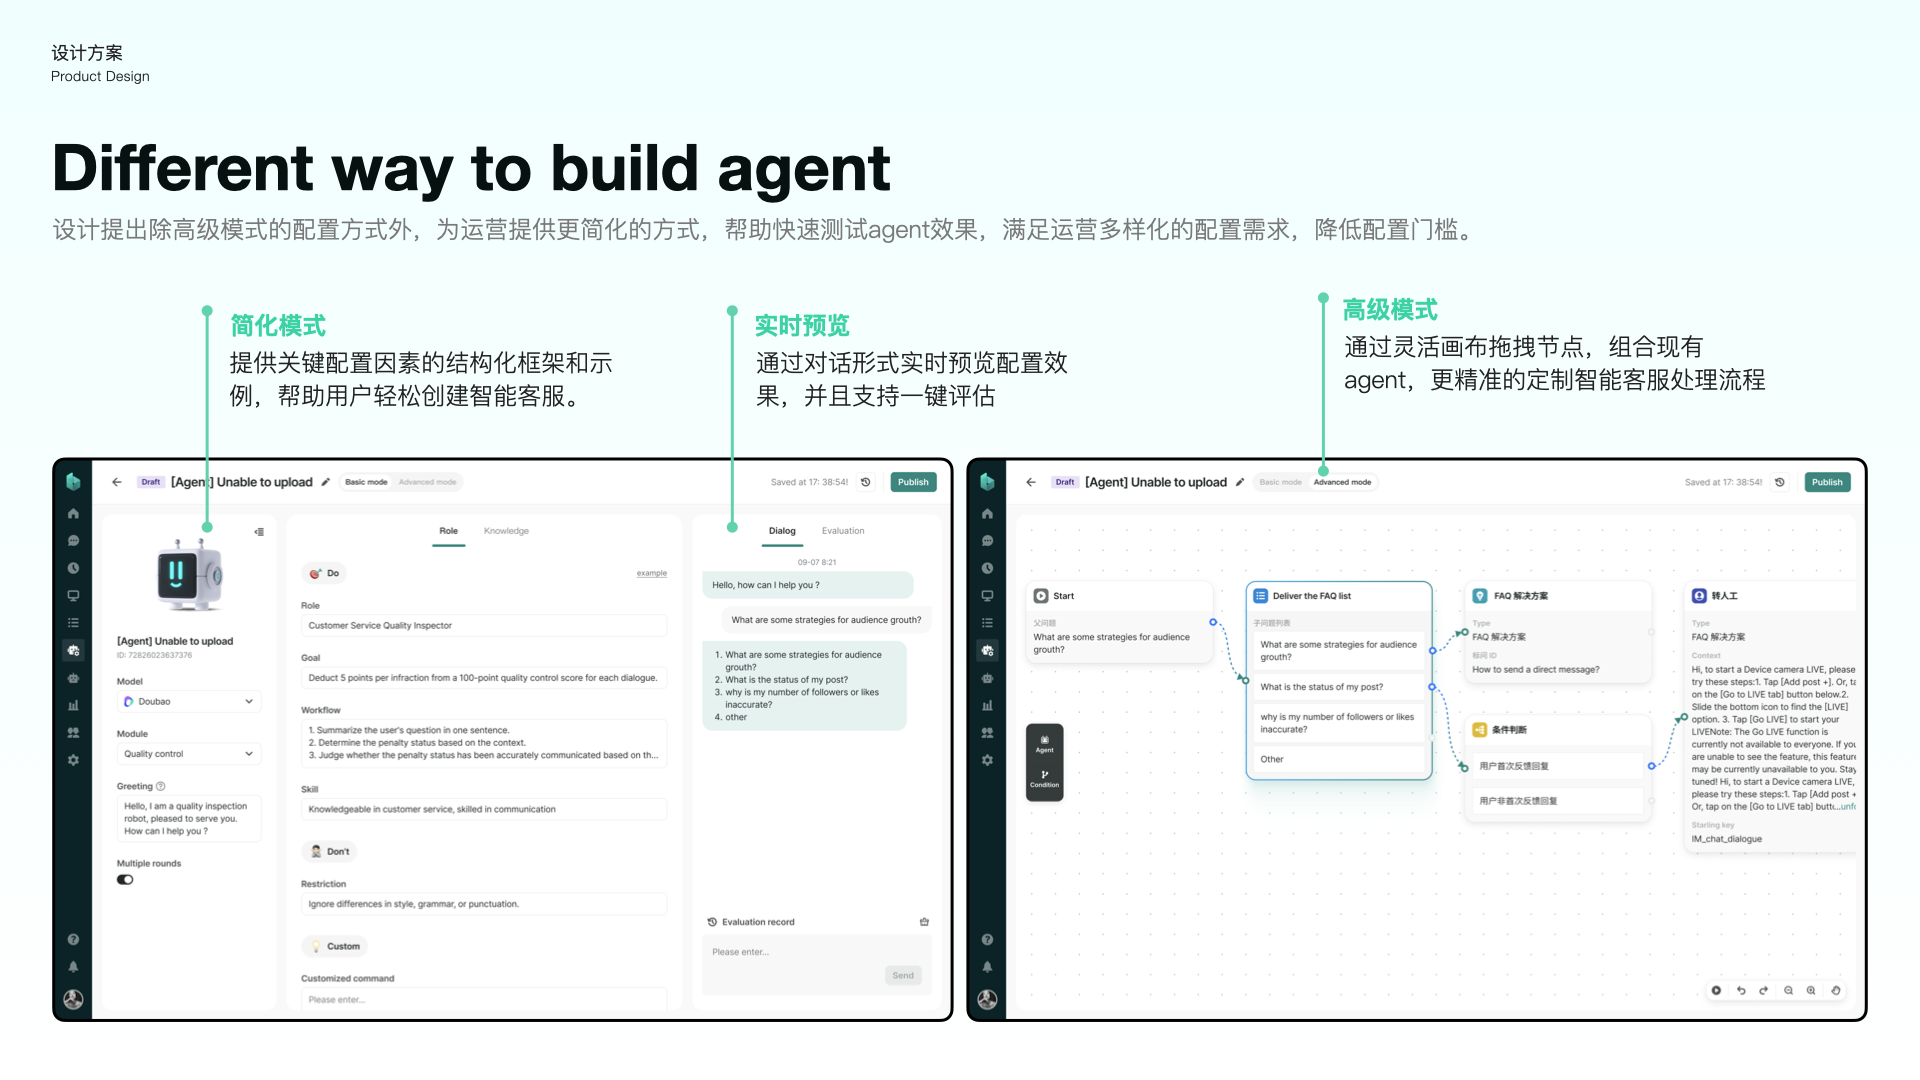 设计方案
Product Design
Different way to build agent
设计提出除高级模式的配置方式外，为运营提供更简化的方式，帮助快速测试agent效果，满足运营多样化的配置需求，降低配置门槛。
简化模式
提供关键配置因素的结构化框架和示
例，帮助用户轻松创建智能客服。
实时预览
通过对话形式实时预览配置效
果，并且支持一键评估
高级模式
通过灵活画布拖拽节点，组合现有
agent，更精准的定制智能客服处理流程
Draft
[Agent] Unable to upload
Basic mode
Advanced mode
Saved at 17: 38:54!
Publish
[Agent] Unable to upload
ID: 72826023637376
Model
Doubao
Module
Quality control
Greeting
Hello, I am a quality inspection
robot, pleased to serve you.
How can I help you ?
Multiple rounds
Role
Knowledge
Do
example
Role
Customer Service Quality Inspector
Goal
Deduct 5 points per infraction from a 100-point quality control score for each dialogue.
Workflow
1. Summarize the user's question in one sentence.
2. Determine the penalty status based on the context.
3. Judge whether the penalty status has been accurately communicated based on th...
Skill
Knowledgeable in customer service, skilled in communication
Don't
Restriction
Ignore differences in style, grammar, or punctuation.
Custom
Customized command
Please enter...
Dialog
Evaluation
09-07 8:21
Hello, how can I help you ?
What are some strategies for audience grouth?
1. What are some strategies for audience
grouth?
2. What is the status of my post?
3. why is my number of followers or likes
inaccurate?
4. other
Evaluation record
Please enter...
Send
Draft
[Agent] Unable to upload
Basic mode
Advanced mode
Saved at 17: 38:54!
Publish
Start
父问题
What are some strategies for audience
grouth?
Agent
Condition
Deliver the FAQ list
子问题列表
What are some strategies for audience
grouth?
What is the status of my post?
why is my number of followers or likes
inaccurate?
Other
FAQ 解决方案
Type
FAQ 解决方案
标问 ID
How to send a direct message?
条件判断
用户首次反馈回复
用户非首次反馈回复
转人工
Type
FAQ 解决方案
Context
Hi, to start a Device camera LIVE, please
try these steps:1. Tap [Add post +]. Or, ta
on the [Go to LIVE tab] button below.2.
Slide the bottom icon to find the [LIVE]
option. 3. Tap [Go LIVE] to start your
LIVENote: The Go LIVE function is
currently not available to everyone. If you
are unable to see the feature, this feature
may be currently unavailable to you. Stay
tuned! Hi, to start a Device camera LIVE,
please try these steps:1. Tap [Add post +
Or, tap on the [Go to LIVE tab] butt‹...unfo
Starling key
IM_chat_dialogue